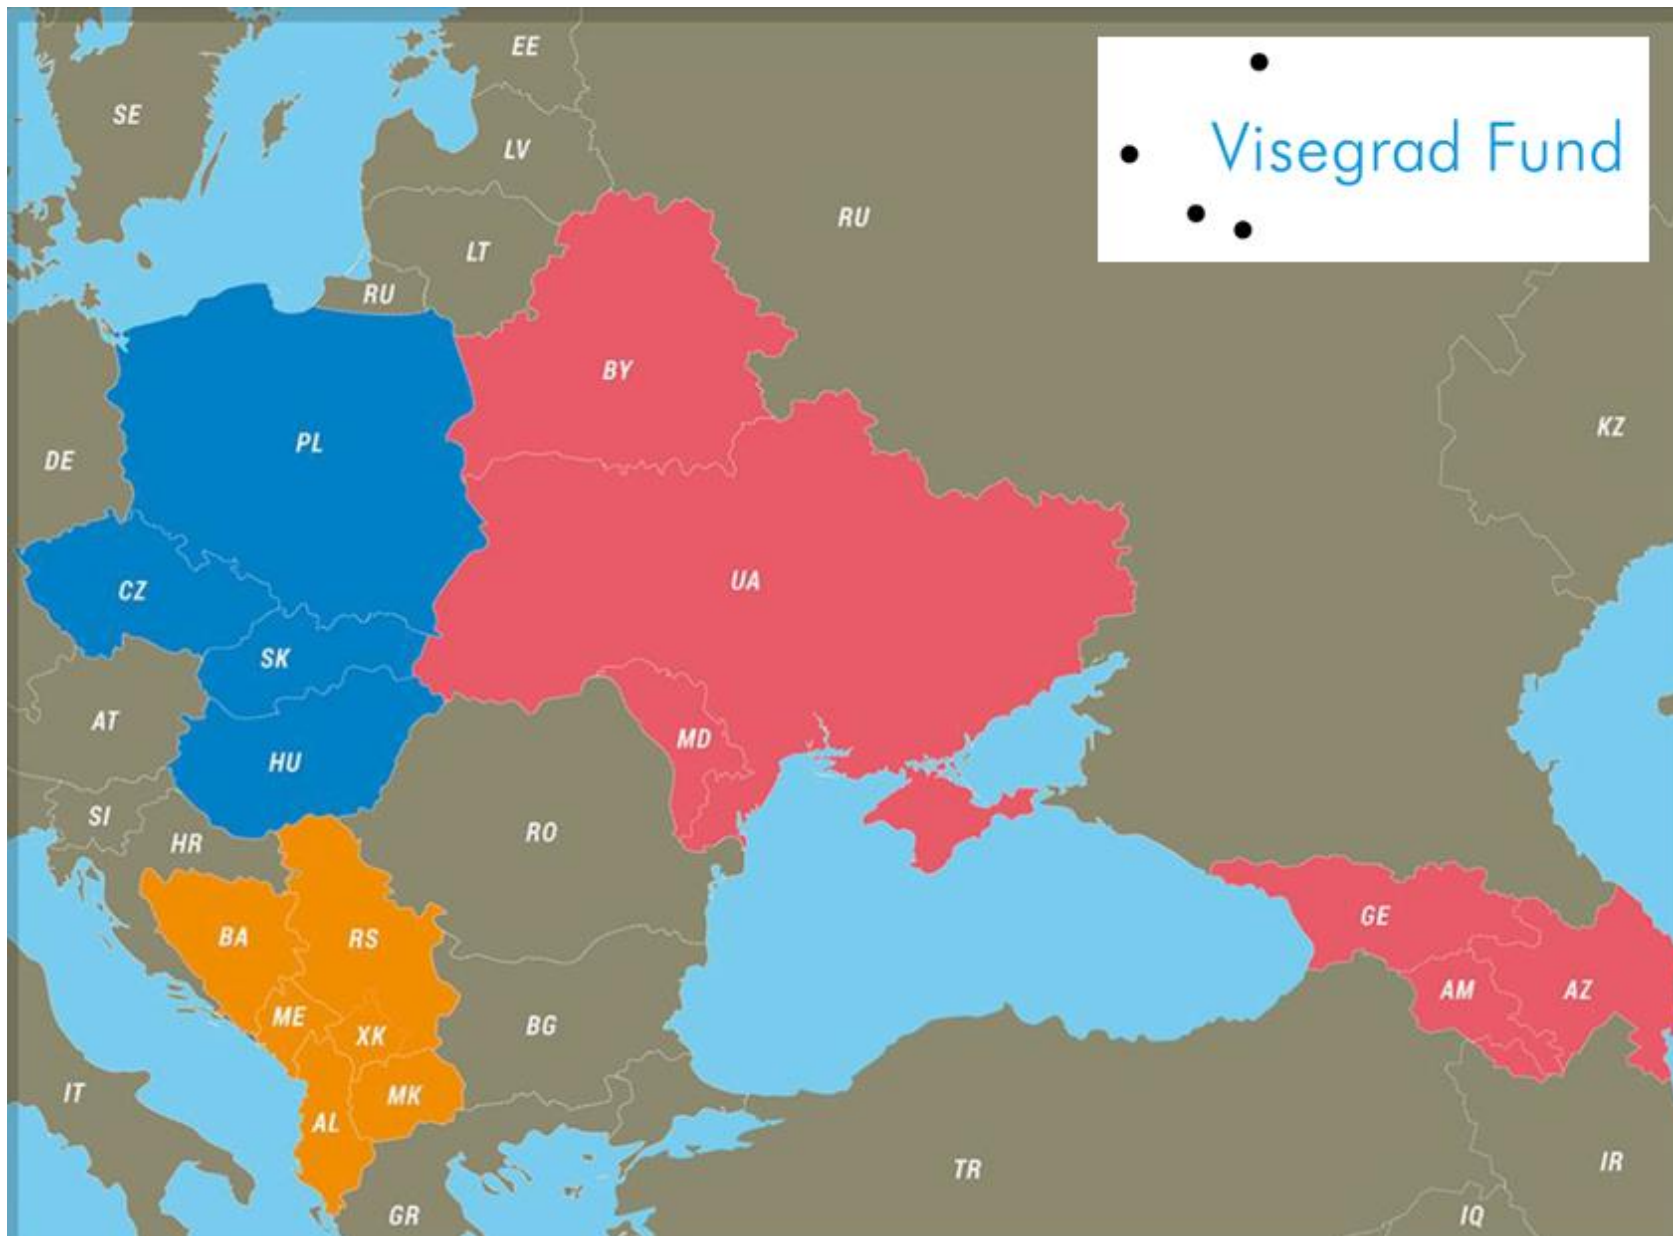 EE
SE
LV
Visegrad Fund
RU
LT
RU
BY
KZ
PL
DE
UA
CZ
SK
AT
MD
HU
SI
RO
HR
GE
BA
RS
AM
AZ
ME
BG
XK
IT
MK
AL
TR
IR
GR
IQ